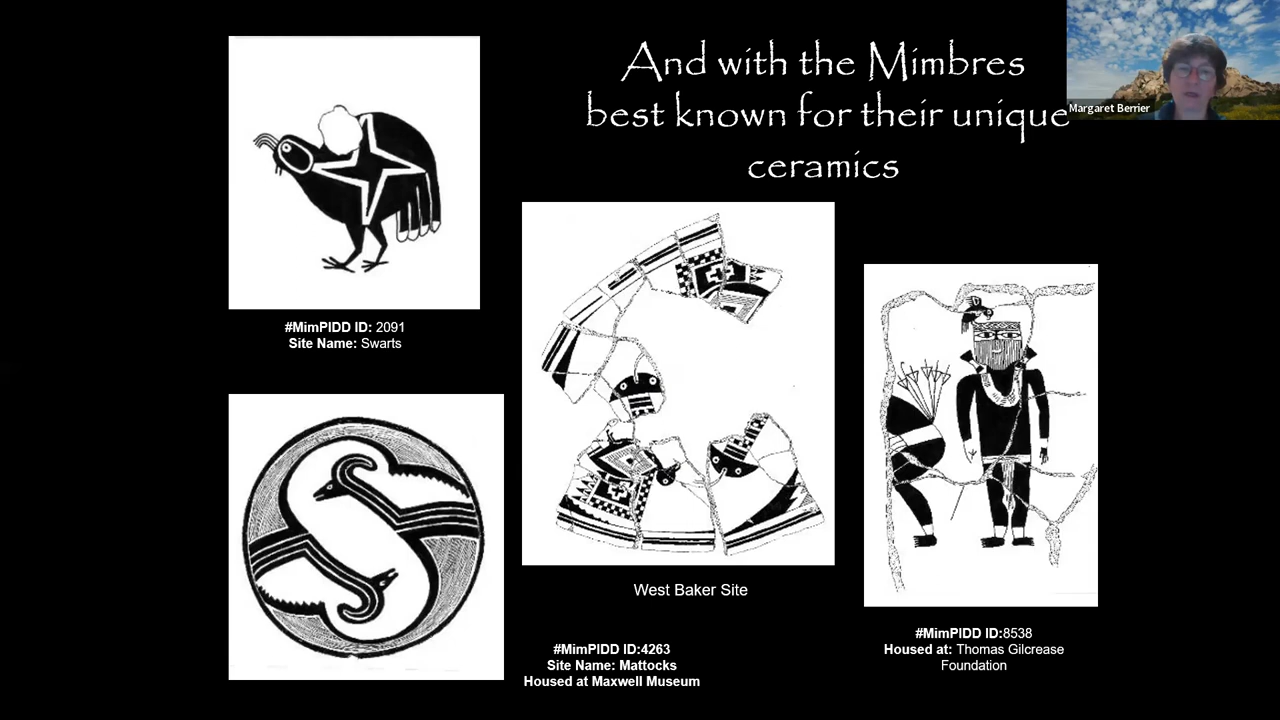 And with the Mimbres
best known for their unique
ceramics
Margaret Berrier
#MimPIDD ID: 2091
Site Name: Swarts
West Baker Site
#MimPIDD ID:4263
Site Name: Mattocks
Housed at Maxwell Museum
#MimPIDD ID:8538
Housed at: Thomas Gilcrease
Foundation